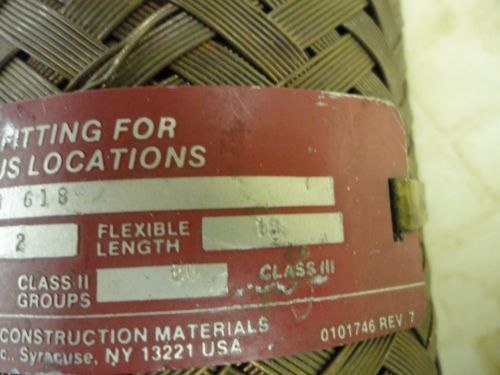 FITTING FOR
US LOCATIONS
618
2 FLEXIBLE LENGTH 18
CLASS II GROUPS CLASS III
CONSTRUCTION MATERIALS
c., Syracuse, NY 13221 USA 0101746 REV. 7